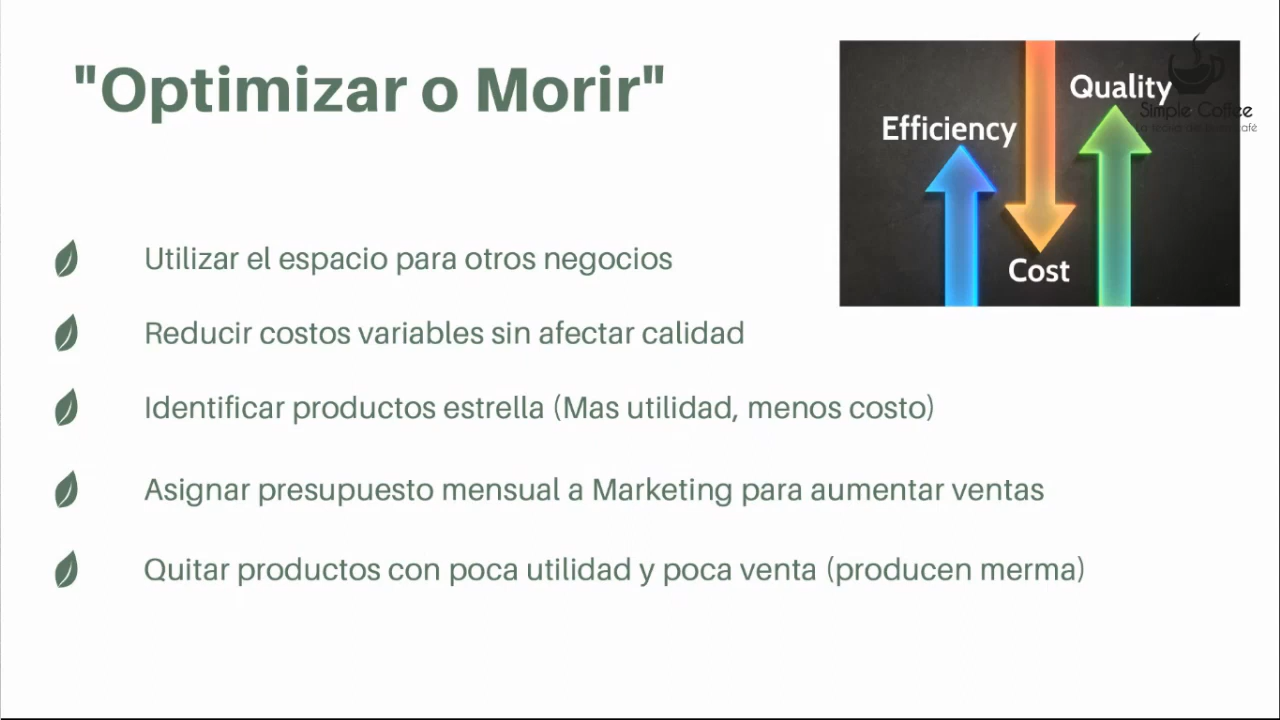 "Optimizar o Morir"
Efficiency
Quality
Cost
Simple Coffee
Utilizar el espacio para otros negocios
Reducir costos variables sin afectar calidad
Identificar productos estrella (Mas utilidad, menos costo)
Asignar presupuesto mensual a Marketing para aumentar ventas
Quitar productos con poca utilidad y poca venta (producen merma)